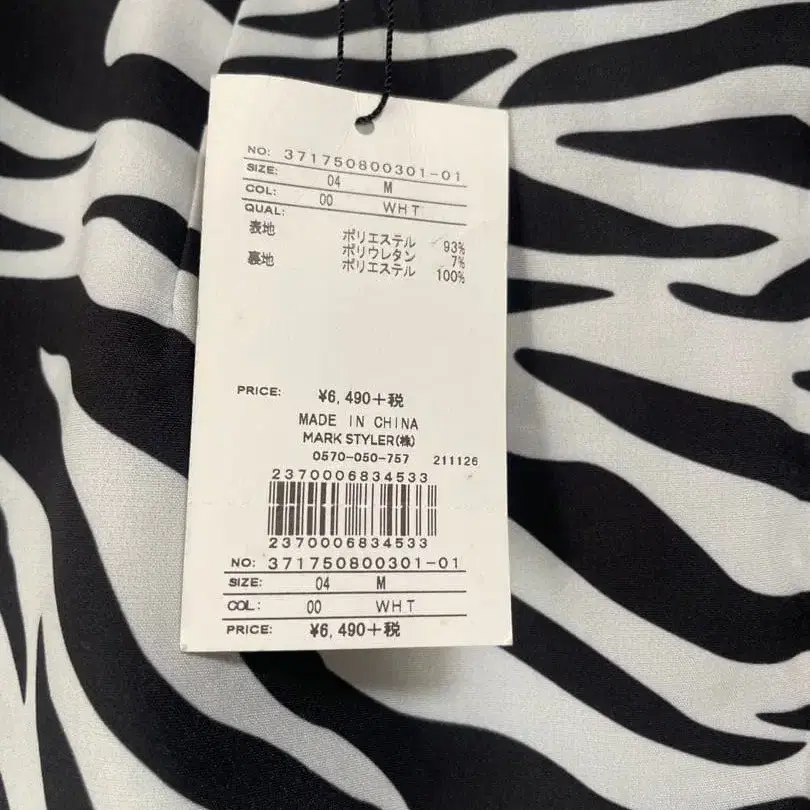 NO: 371750800301-01
SIZE: 04 M
COL: 00 WHT
QUAL:
表地 ポリエステル 93%
ポリウレタン 7%
裏地 ポリエステル 100%
PRICE: ¥6,490+税
MADE IN CHINA
MARK STYLER(株)
0570-050-757 211126
2370006834533
2370006834533
NO: 371750800301-01
SIZE: 04 M
COL: 00 WHT
PRICE: ¥6,490+税